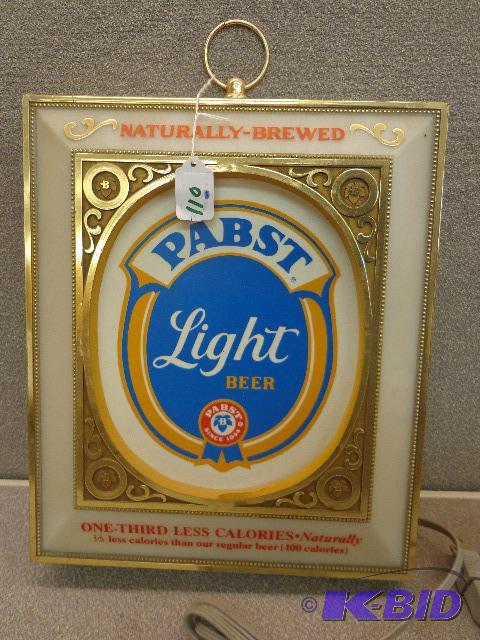 NATURALLY-BREWED
110
PABST
Light
BEER
PABST
B
SINCE 1844
ONE-THIRD LESS CALORIES•Naturally
⅓ less calories than our regular beer (100 calories)
© K-BID